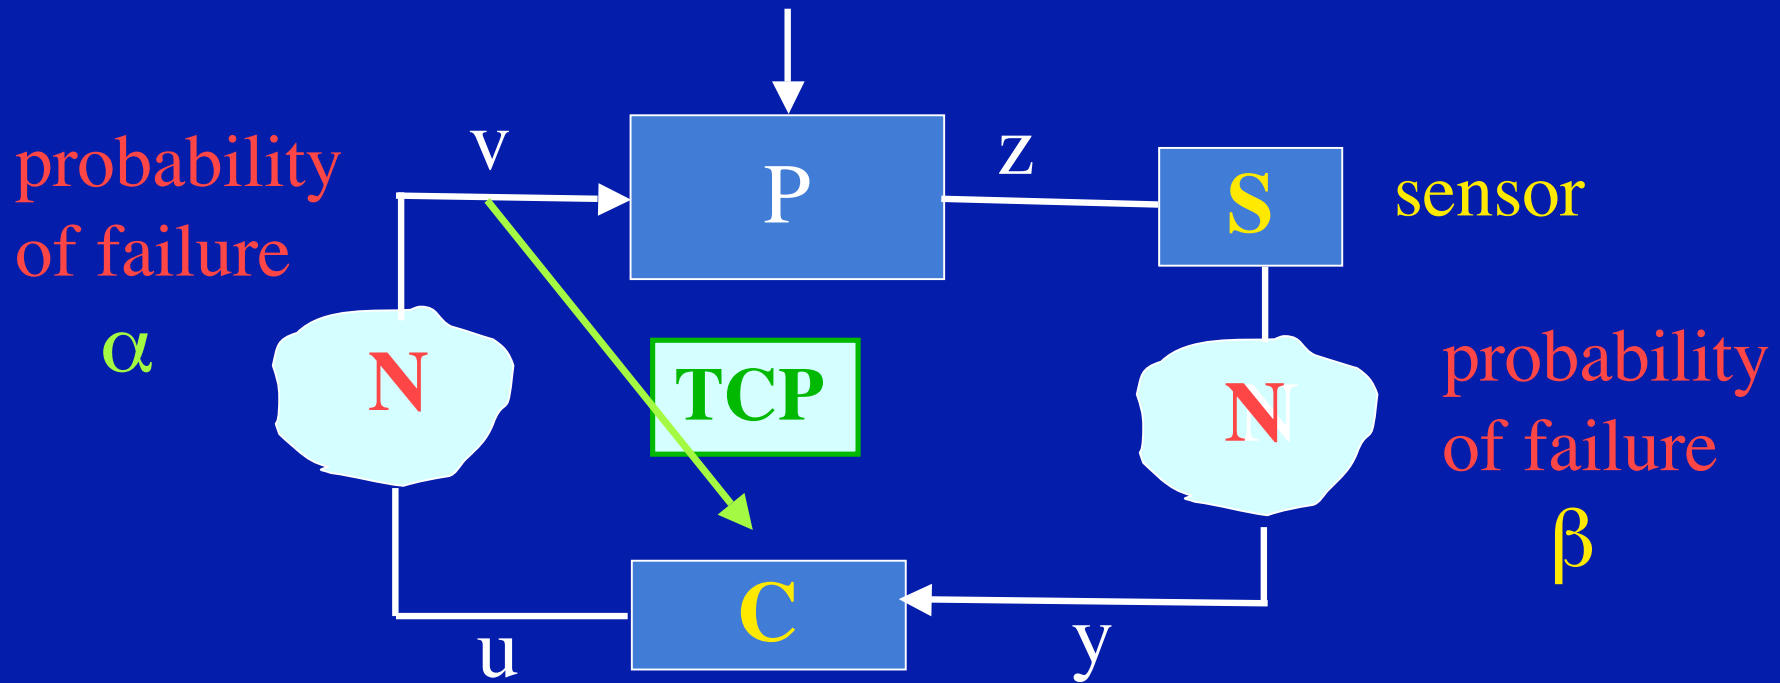 v
z
P
S
sensor
probability
of failure
α
N
TCP
N
probability
of failure
β
C
u
y